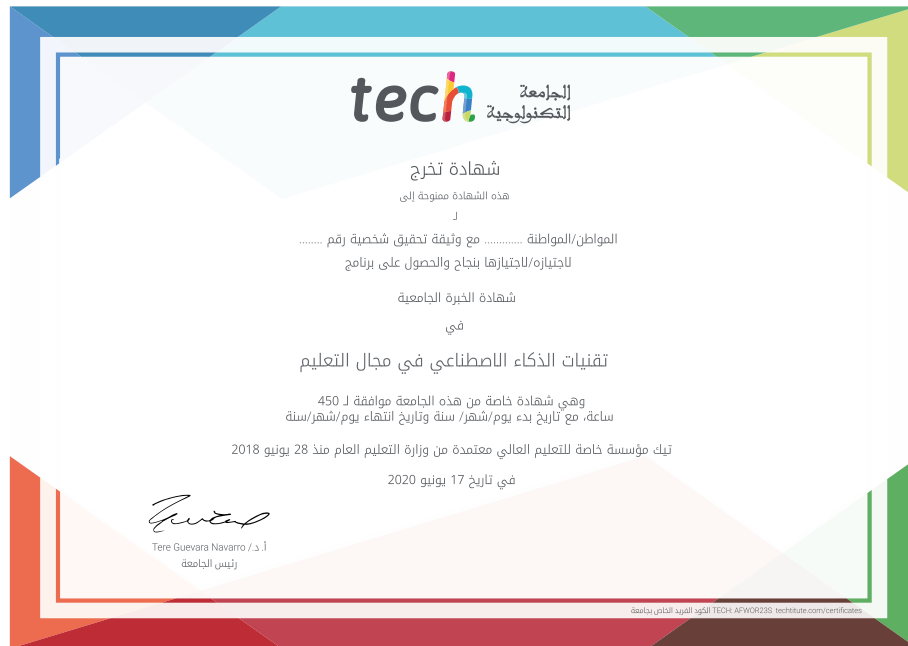 tech الجامعة
التكنولوجية
شهادة تخرج
هذه الشهادة ممنوحة إلى
لـ
المواطن/المواطنة ............ مع وثيقة تحقيق شخصية رقم ........
لاجتيازه/لاجتيازها بنجاح والحصول على برنامج
شهادة الخبرة الجامعية
في
تقنيات الذكاء الاصطناعي في مجال التعليم
وهي شهادة خاصة من هذه الجامعة موافقة لـ 450
ساعة، مع تاريخ بدء يوم/شهر/ سنة وتاريخ انتهاء يوم/شهر/سنة
تيك مؤسسة خاصة للتعليم العالي معتمدة من وزارة التعليم العام منذ 28 يونيو 2018
في تاريخ 17 يونيو 2020
أ.د./ Tere Guevara Navarro
رئيس الجامعة
الكود الفريد الخاص بجامعة TECH: AFWOR23S techtitute.com/certificates